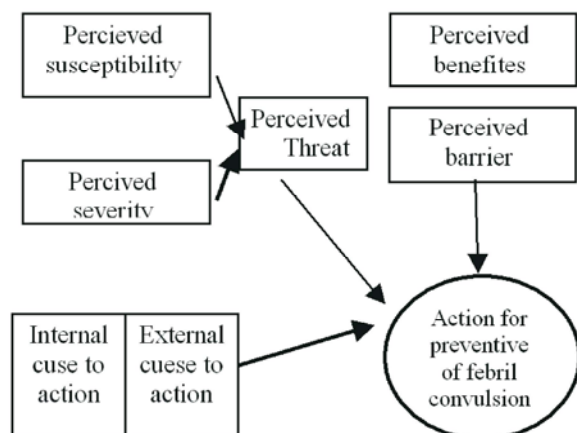 Percieved
susceptibility
Perceived
benefites
Perceived
Threat
Perceived
barrier
Percived
severity
Internal
cuse to
action
External
cuese to
action
Action for
preventive
of febril
convulsion